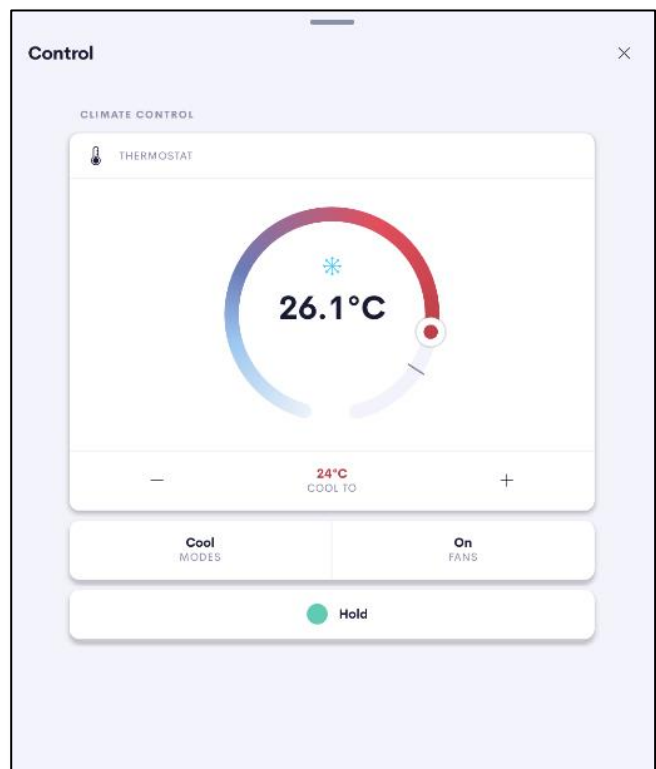 Control
CLIMATE CONTROL
THERMOSTAT
26.1°C
24°C
COOL TO
Cool
MODES
On
FANS
Hold